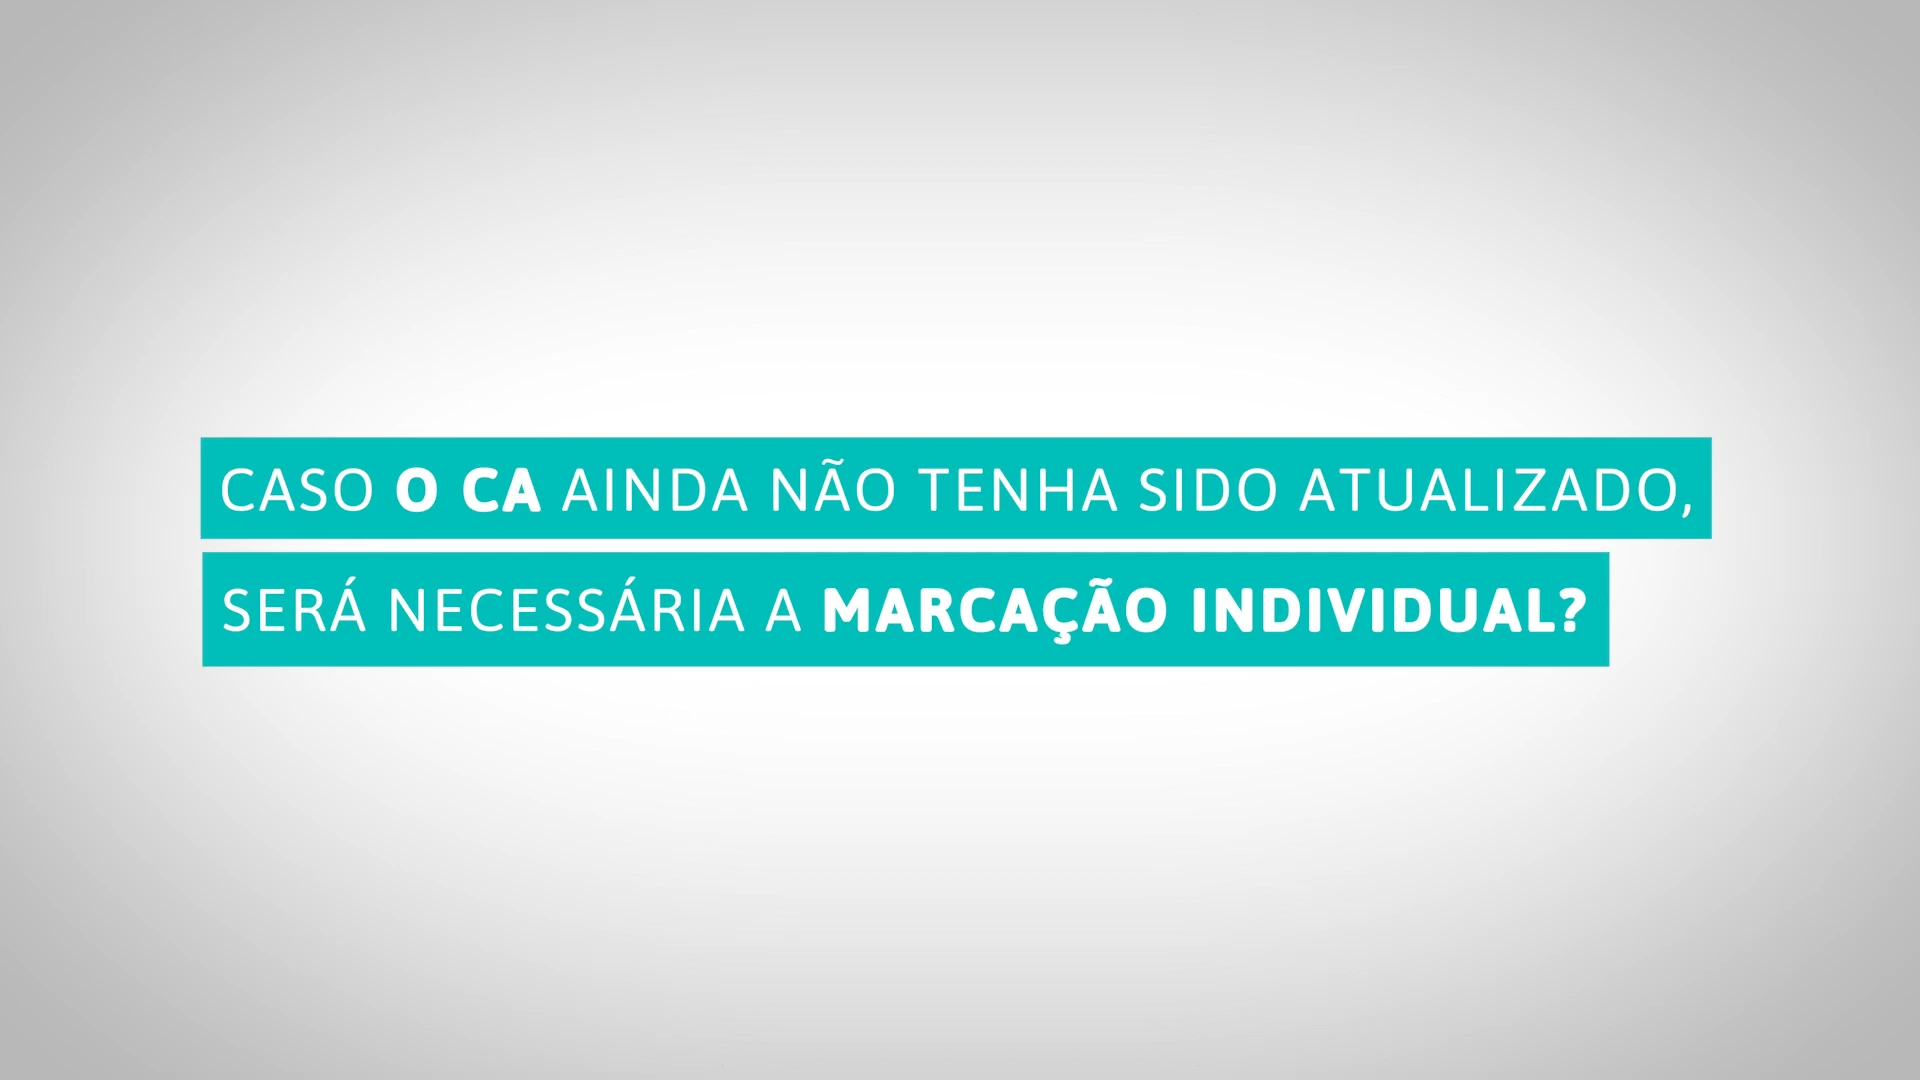 CASO O CA AINDA NÃO TENHA SIDO ATUALIZADO,
SERÁ NECESSÁRIA A MARCAÇÃO INDIVIDUAL?